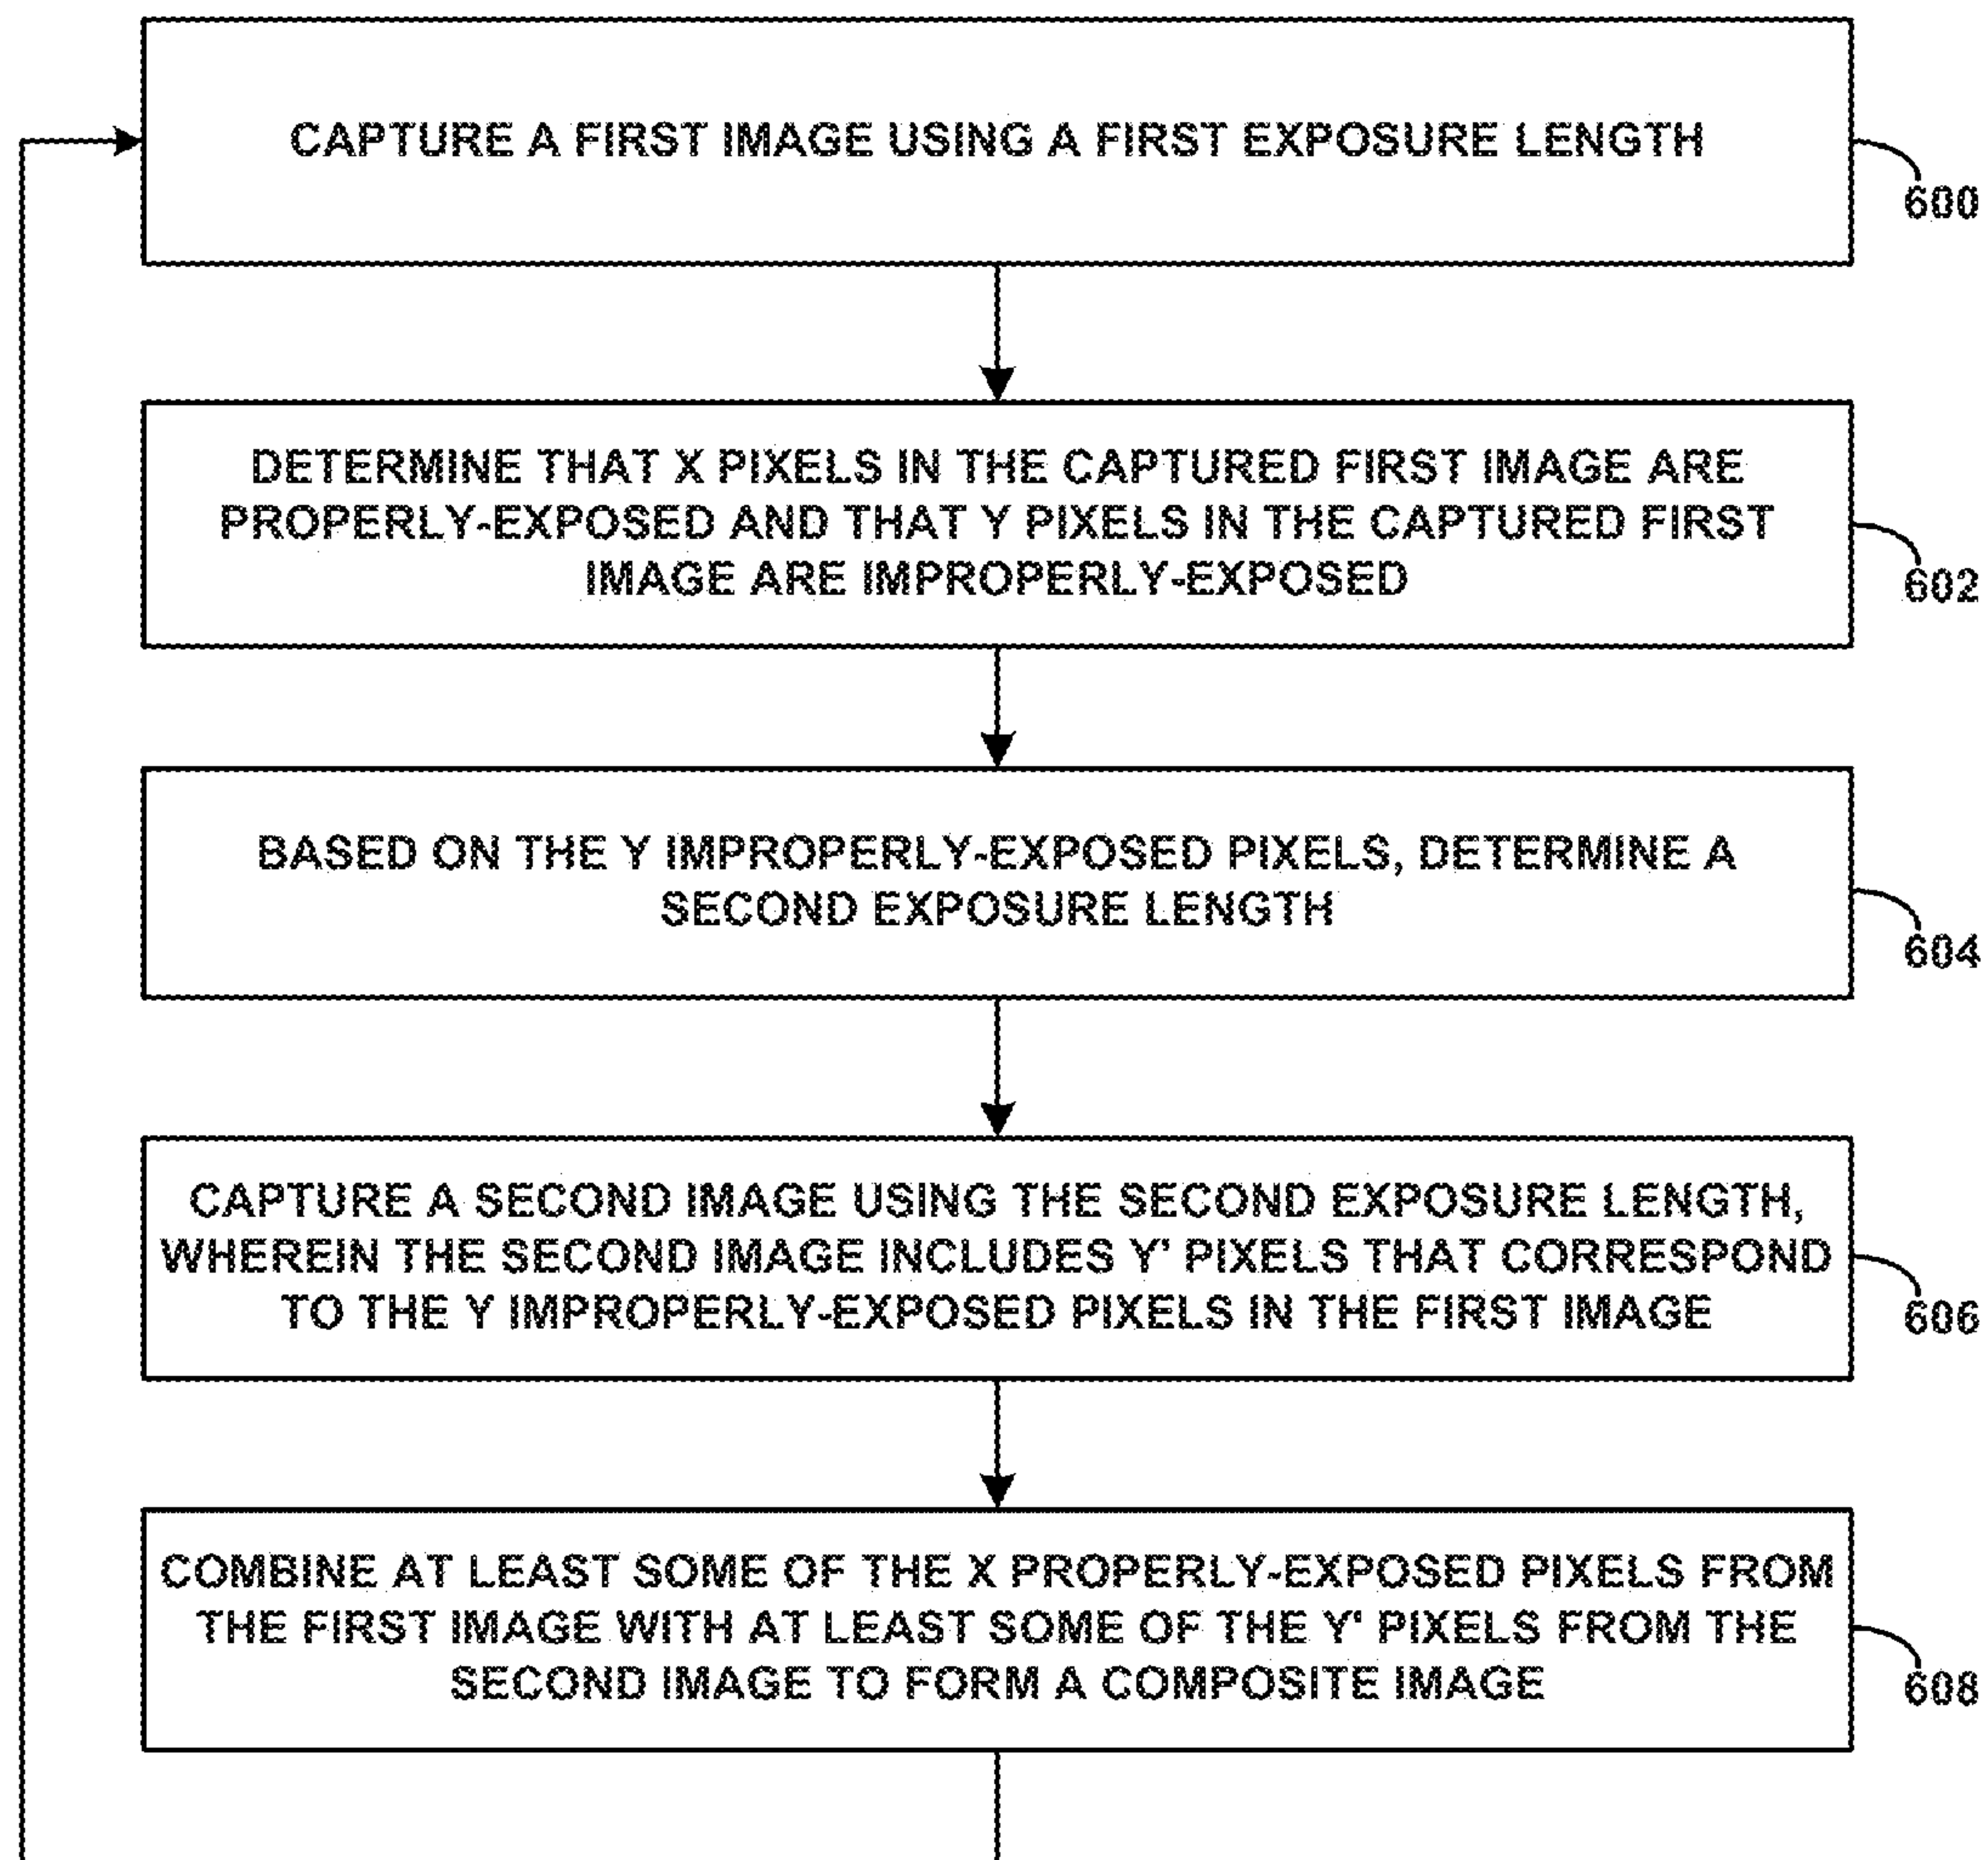 CAPTURE A FIRST IMAGE USING A FIRST EXPOSURE LENGTH
600
DETERMINE THAT X PIXELS IN THE CAPTURED FIRST IMAGE ARE
PROPERLY-EXPOSED AND THAT Y PIXELS IN THE CAPTURED FIRST
IMAGE ARE IMPROPERLY-EXPOSED
602
BASED ON THE Y IMPROPERLY-EXPOSED PIXELS, DETERMINE A
SECOND EXPOSURE LENGTH
604
CAPTURE A SECOND IMAGE USING THE SECOND EXPOSURE LENGTH,
WHEREIN THE SECOND IMAGE INCLUDES Y' PIXELS THAT CORRESPOND
TO THE Y IMPROPERLY-EXPOSED PIXELS IN THE FIRST IMAGE
606
COMBINE AT LEAST SOME OF THE X PROPERLY-EXPOSED PIXELS FROM
THE FIRST IMAGE WITH AT LEAST SOME OF THE Y' PIXELS FROM THE
SECOND IMAGE TO FORM A COMPOSITE IMAGE
608